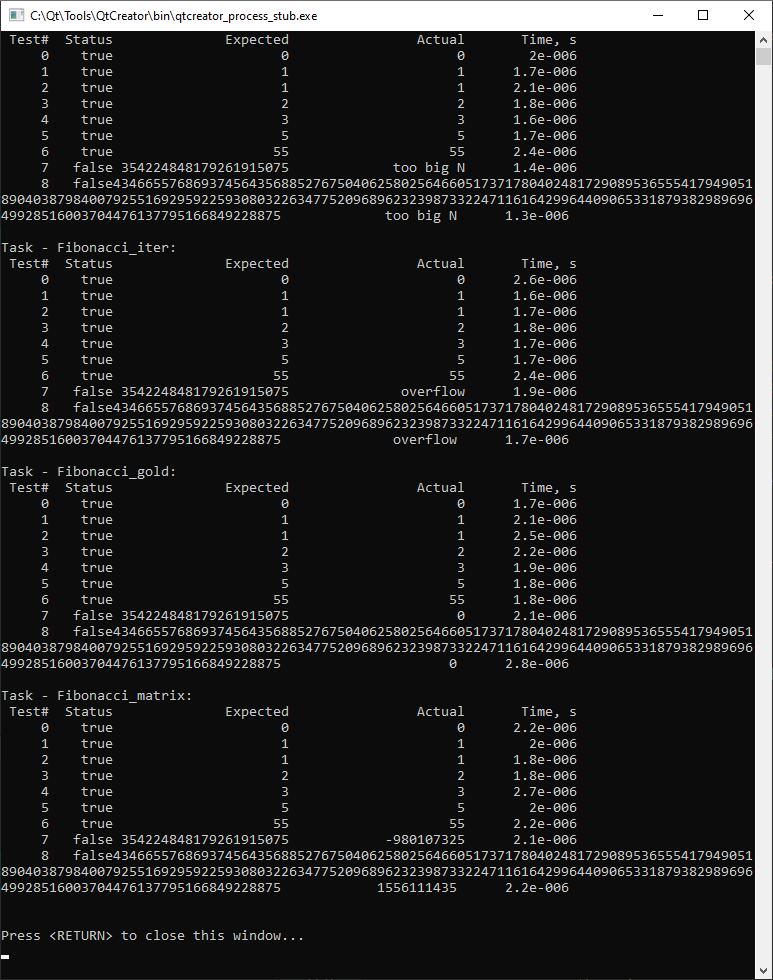 C:\Qt\Tools\QtCreator\bin\qtcreator_process_stub.exe
Test# Status Expected Actual Time, s
0 true 0 0 2e-006
1 true 1 1 1.7e-006
2 true 1 1 2.1e-006
3 true 2 2 1.8e-006
4 true 3 3 1.6e-006
5 true 5 5 1.7e-006
6 true 55 55 2.4e-006
7 false 354224848179261915075 too big N 1.4e-006
8 false43466557686937456435688527675040625802564660517371780402481729089536555417949051
89040387984007925516929592259308032263477520968962323987332247116164299644090653318793829896964
49928516003704476137795166849228875 too big N 1.3e-006
Task - Fibonacci_iter:
Test# Status Expected Actual Time, s
0 true 0 0 2.6e-006
1 true 1 1 1.6e-006
2 true 1 1 1.7e-006
3 true 2 2 1.8e-006
4 true 3 3 1.7e-006
5 true 5 5 1.7e-006
6 true 55 55 2.4e-006
7 false 354224848179261915075 overflow 1.9e-006
8 false43466557686937456435688527675040625802564660517371780402481729089536555417949051
8904038798400792551692959225930803226347752096896232398733224711616429964409065331879382989696
49928516003704476137795166849228875 overflow 1.7e-006
Task - Fibonacci_gold:
Test# Status Expected Actual Time, s
0 true 0 0 1.7e-006
1 true 1 1 2.1e-006
2 true 1 1 2.5e-006
3 true 2 2 2.2e-006
4 true 3 3 1.9e-006
5 true 5 5 1.8e-006
6 true 55 55 1.8e-006
7 false 354224848179261915075 0 2.1e-006
8 false43466557686937456435688527675040625802564660517371780402481729089536555417949051
8904038798400792551692959225930803226347752096896232398733224711616429964409065331879382989696
49928516003704476137795166849228875 0 2.8e-006
Task - Fibonacci_matrix:
Test# Status Expected Actual Time, s
0 true 0 0 2.2e-006
1 true 1 1 2e-006
2 true 1 1 1.8e-006
3 true 2 2 1.8e-006
4 true 3 3 2.7e-006
5 true 5 5 2e-006
6 true 55 55 2.2e-006
7 false 354224848179261915075 -980107325 2.1e-006
8 false43466557686937456435688527675040625802564660517371780402481729089536555417949051
8904038798400792551692959225930803226347752096896232398733224711616429964409065331879382989696
49928516003704476137795166849228875 1556111435 2.2e-006
Press <RETURN> to close this window...